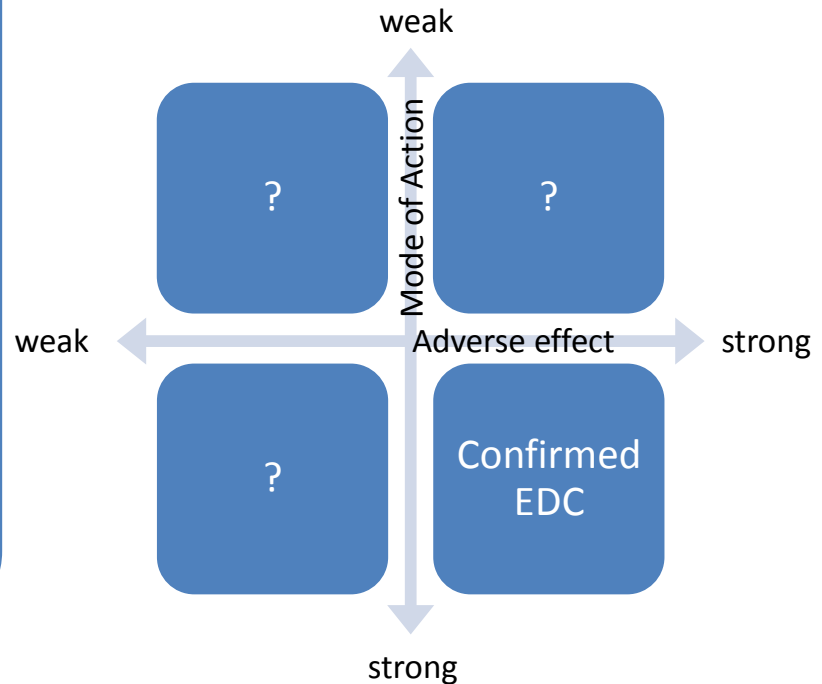 weak
Mode of Action
?
?
weak
Adverse effect
strong
?
Confirmed
EDC
strong